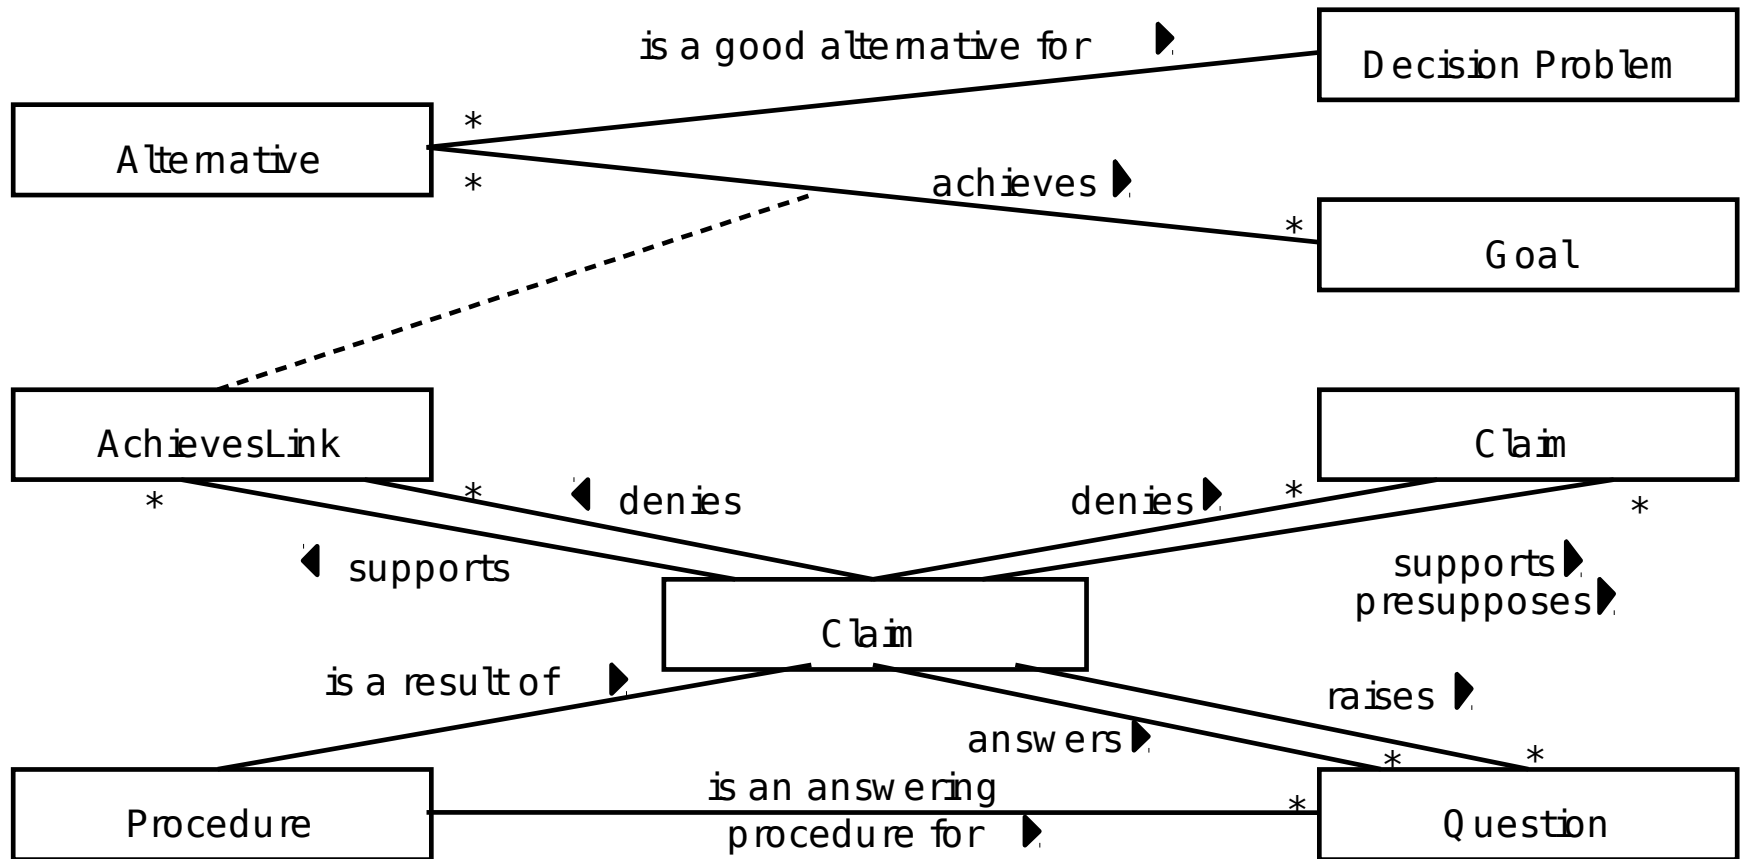 is a good alternative for
Decision Problem
*
Alternative
*
achieves
*
Goal
AchievesLink
Claim
*
*
denies
denies
*
*
supports
supports
presupposes
Claim
is a result of
raises
answers
*
*
is an answering
*
procedure for
Procedure
Question